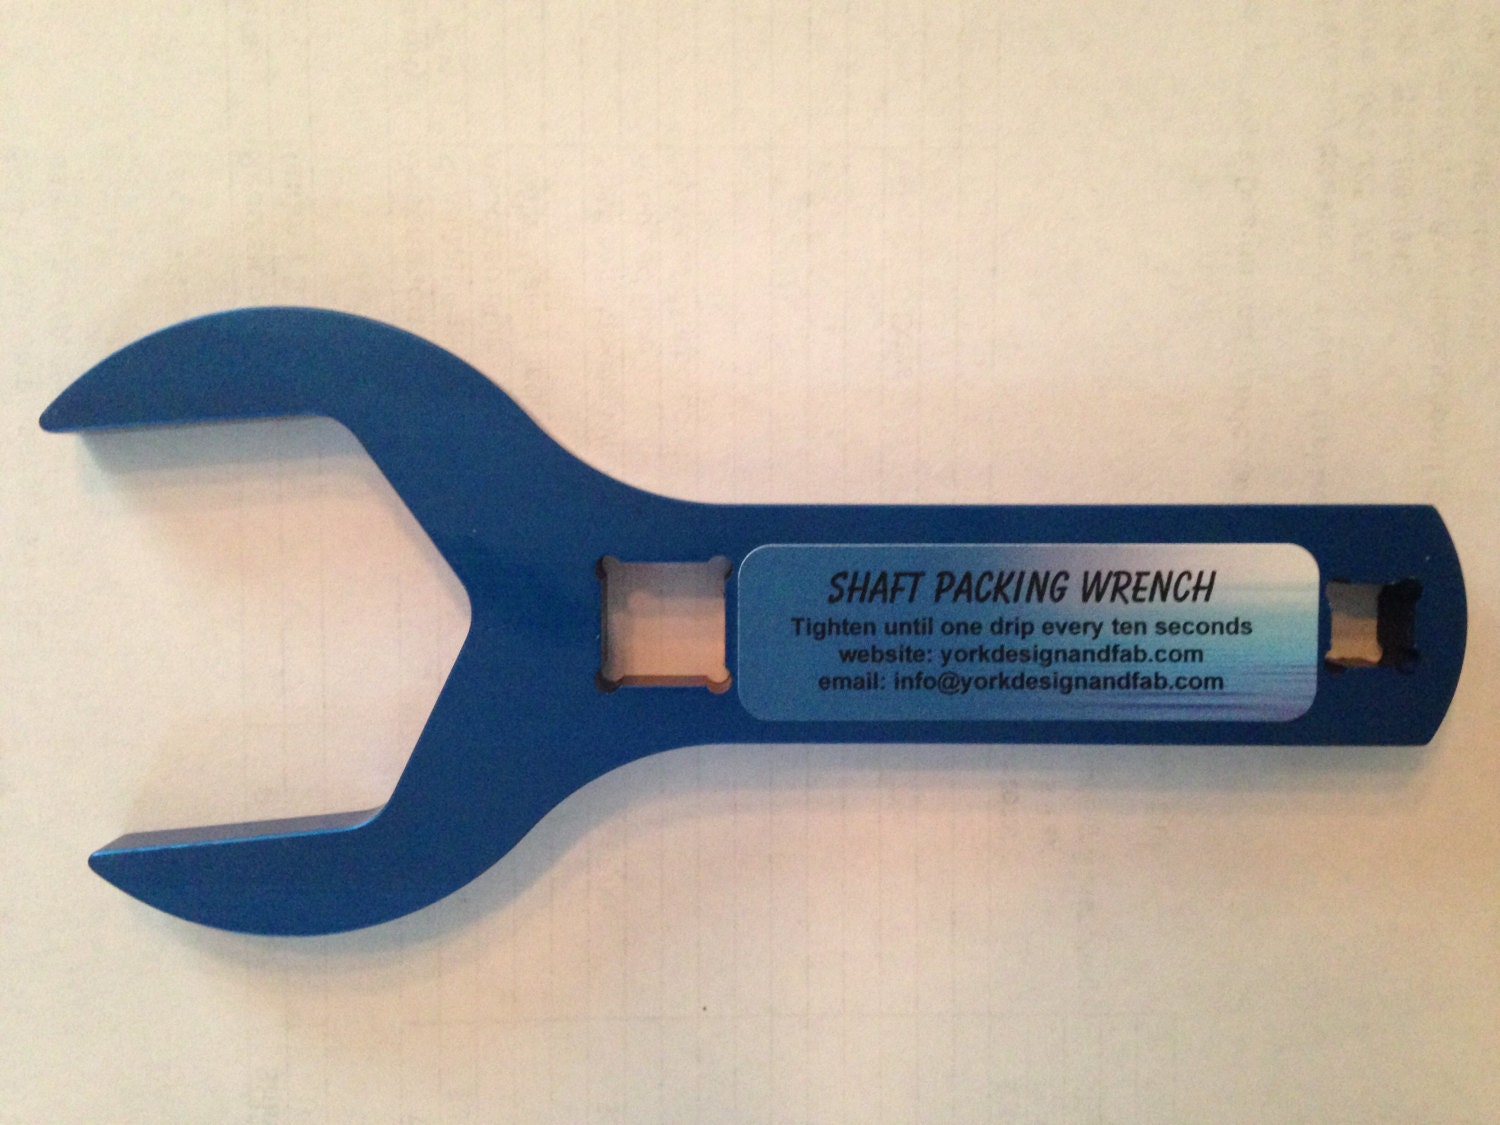 SHAFT PACKING WRENCH
Tighten until one drip every ten seconds
website: yorkdesignandfab.com
email: info@yorkdesignandfab.com